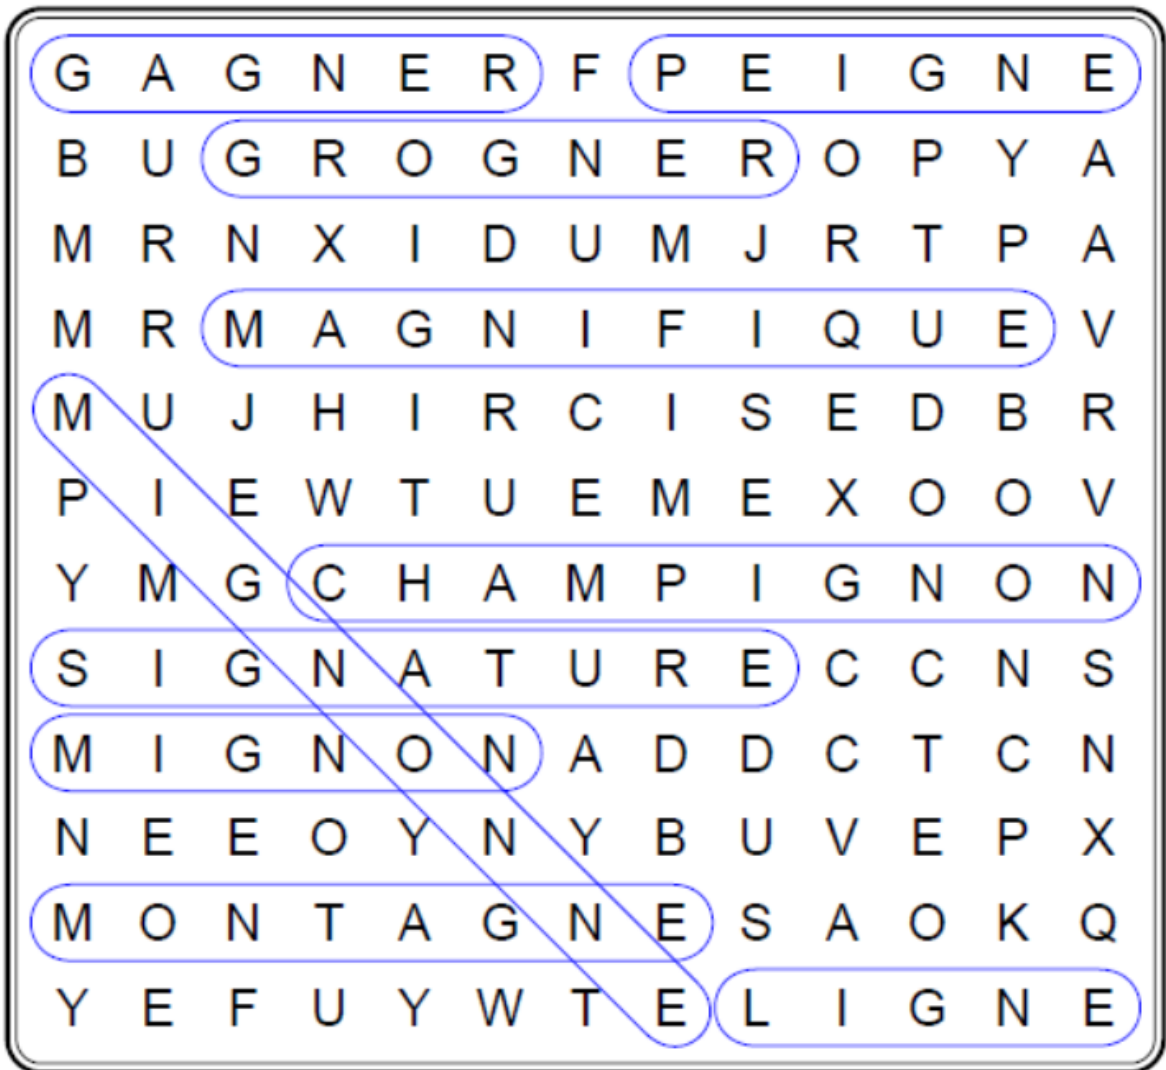 G A G N E R F P E I G N E
B U G R O G N E R O P Y A
M R N X I D U M J R T P A
M R M A G N I F I Q U E V
M U J H I R C I S E D B R
P I E W T U E M E X O O V
Y M G C H A M P I G N O N
S I G N A T U R E C C N S
M I G N O N A D D C T C N
N E E O Y N Y B U V E P X
M O N T A G N E S A O K Q
Y E F U Y W T E L I G N E